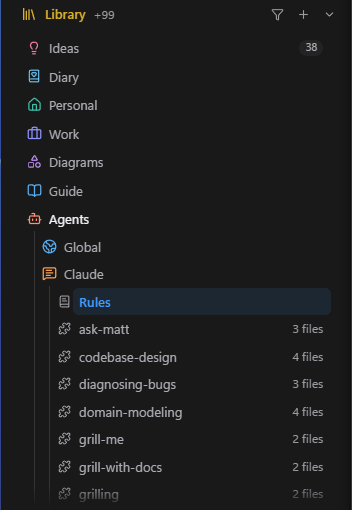 Library +99
Ideas 38
Diary
Personal
Work
Diagrams
Guide
Agents
Global
Claude
Rules
ask-matt 3 files
codebase-design 4 files
diagnosing-bugs 3 files
domain-modeling 4 files
grill-me 2 files
grill-with-docs 2 files
grilling 2 files